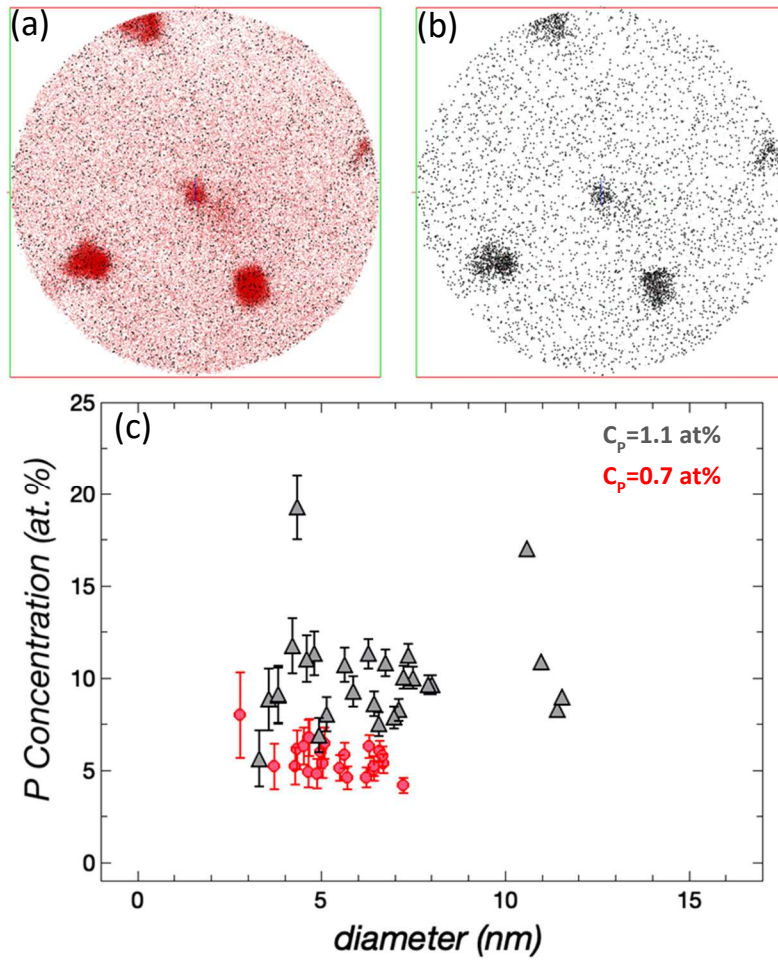 (a)
(b)
(c)
C_P=1.1 at%
C_P=0.7 at%
P Concentration (at.%)
25
20
15
10
5
0
0 5 10 15
diameter (nm)